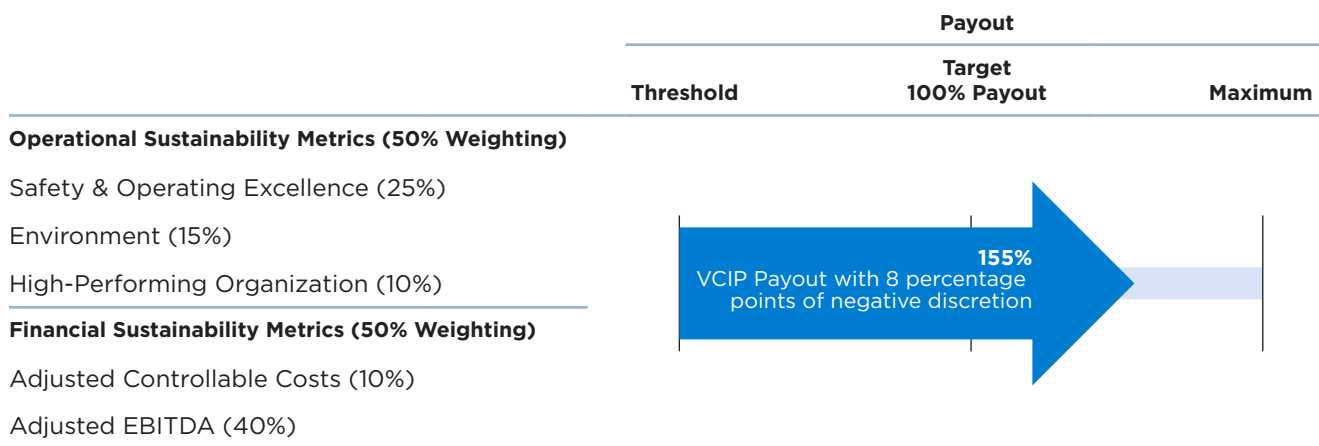 Payout
Threshold
Target
100% Payout
Maximum
Operational Sustainability Metrics (50% Weighting)
Safety & Operating Excellence (25%)
Environment (15%)
High-Performing Organization (10%)
Financial Sustainability Metrics (50% Weighting)
Adjusted Controllable Costs (10%)
Adjusted EBITDA (40%)
155%
VCIP Payout with 8 percentage
points of negative discretion